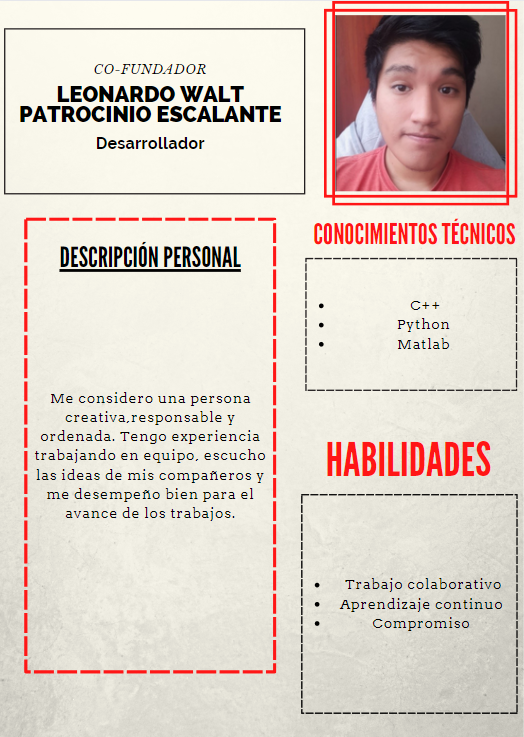 CO-FUNDADOR
LEONARDO WALT
PATROCINIO ESCALANTE
Desarrollador
DESCRIPCIÓN PERSONAL
Me considero una persona
creativa,responsable y
ordenada. Tengo experiencia
trabajando en equipo, escucho
las ideas de mis compañeros y
me desempeño bien para el
avance de los trabajos.
CONOCIMIENTOS TÉCNICOS
• C++
• Python
• Matlab
HABILIDADES
• Trabajo colaborativo
• Aprendizaje continuo
• Compromiso